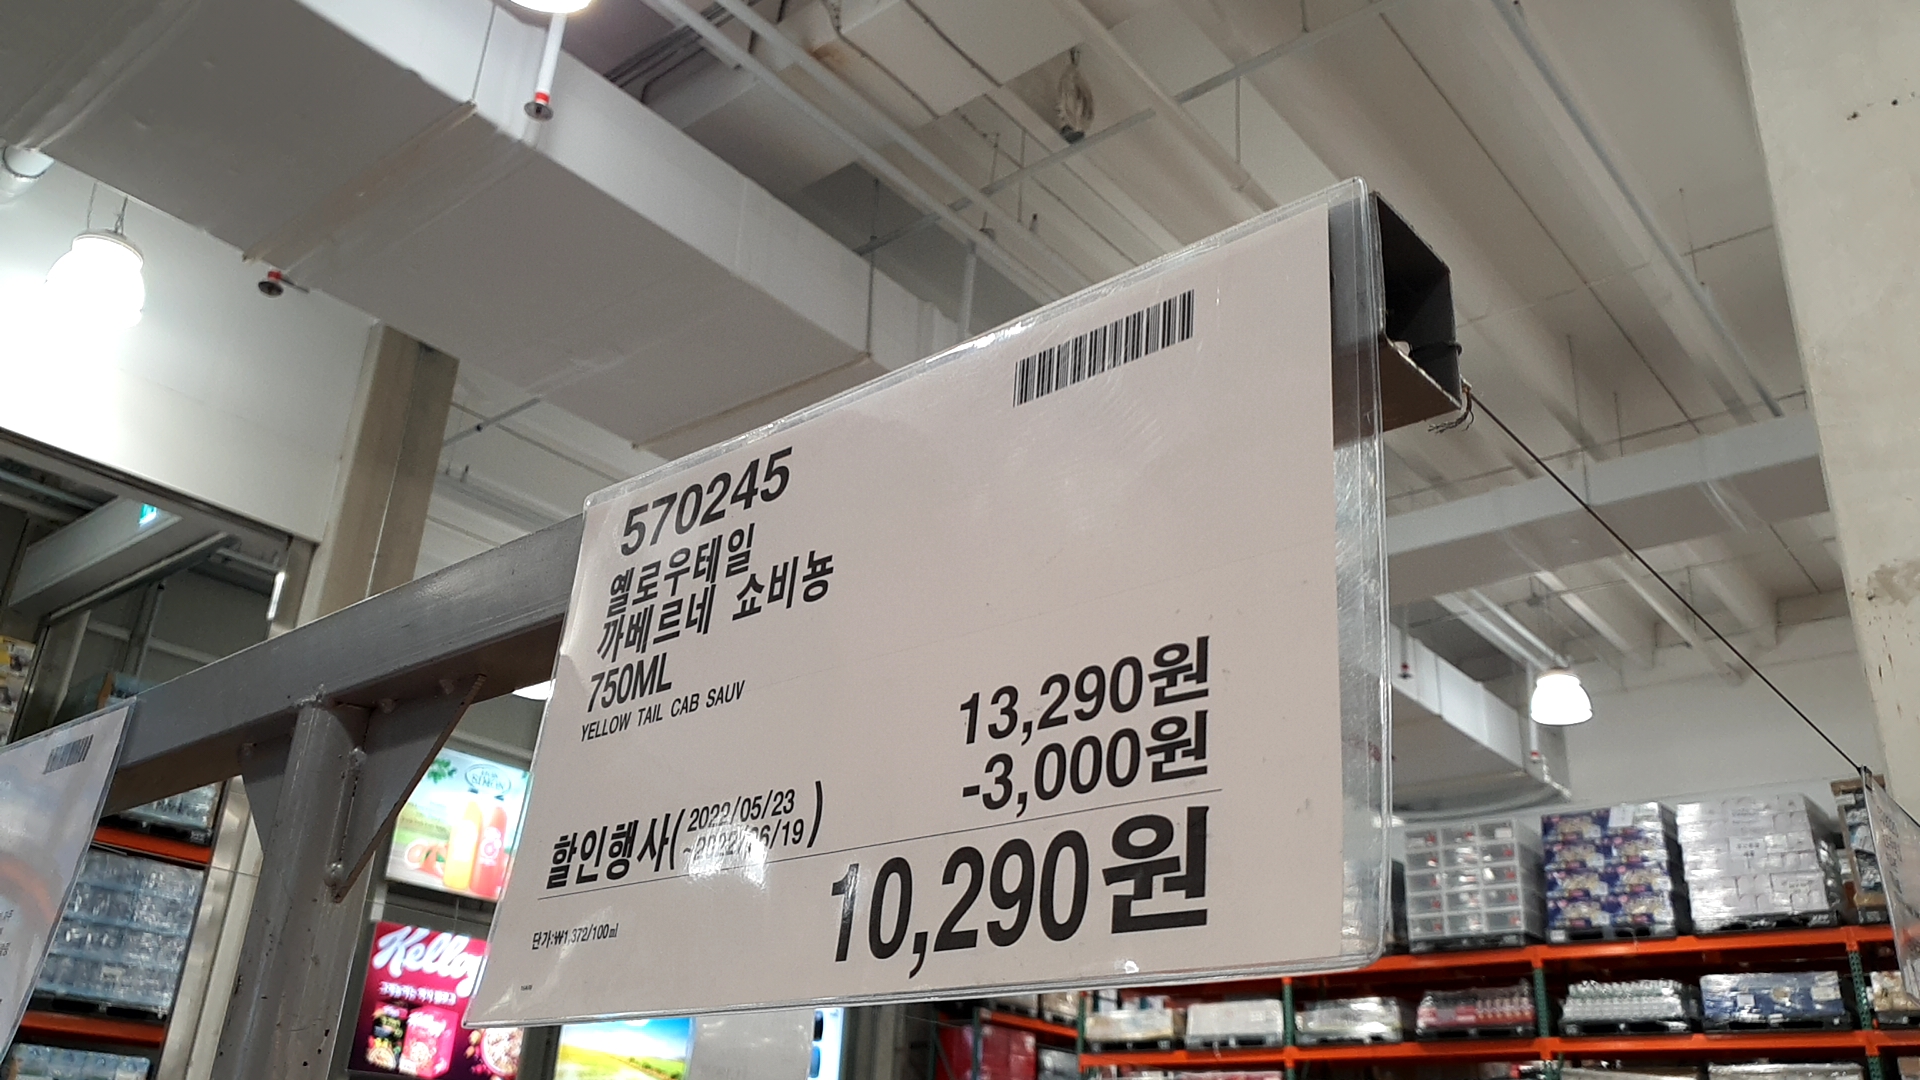 570245
옐로우테일
까베르네 쇼비뇽
750ML
YELLOW TAIL CAB SAUV
13,290원
-3,000원
할인행사( 2022/05/23
~2022/06/19 )
10,290원
단가:₩1,372/100㎖
Kellog